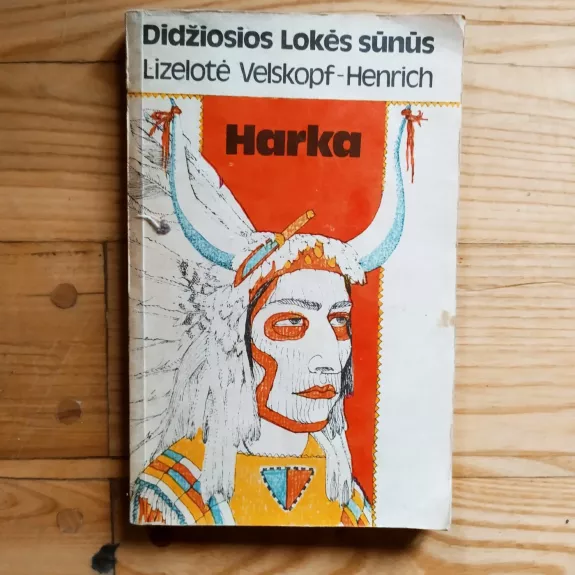 Didžiosios Lokės sūnūs
Lizelotė Velskopf-Henrich
Harka